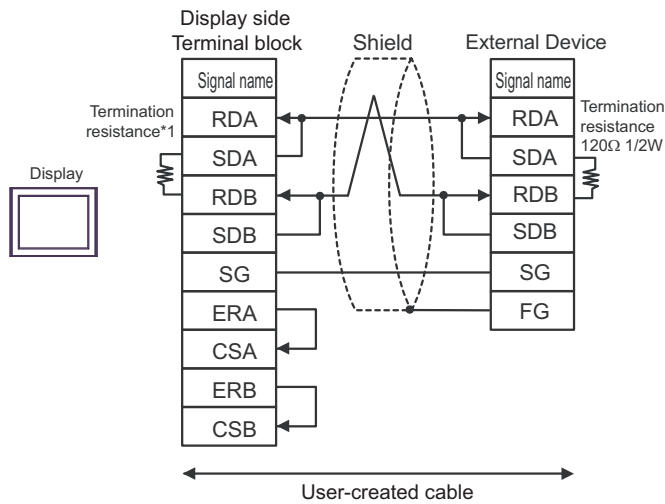 Display side
Terminal block
Shield
External Device
Signal name
Signal name
Termination
resistance*1
RDA
RDA
Termination
resistance
120Ω 1/2W
SDA
SDA
Display
RDB
RDB
SDB
SDB
SG
SG
ERA
FG
CSA
ERB
CSB
User-created cable